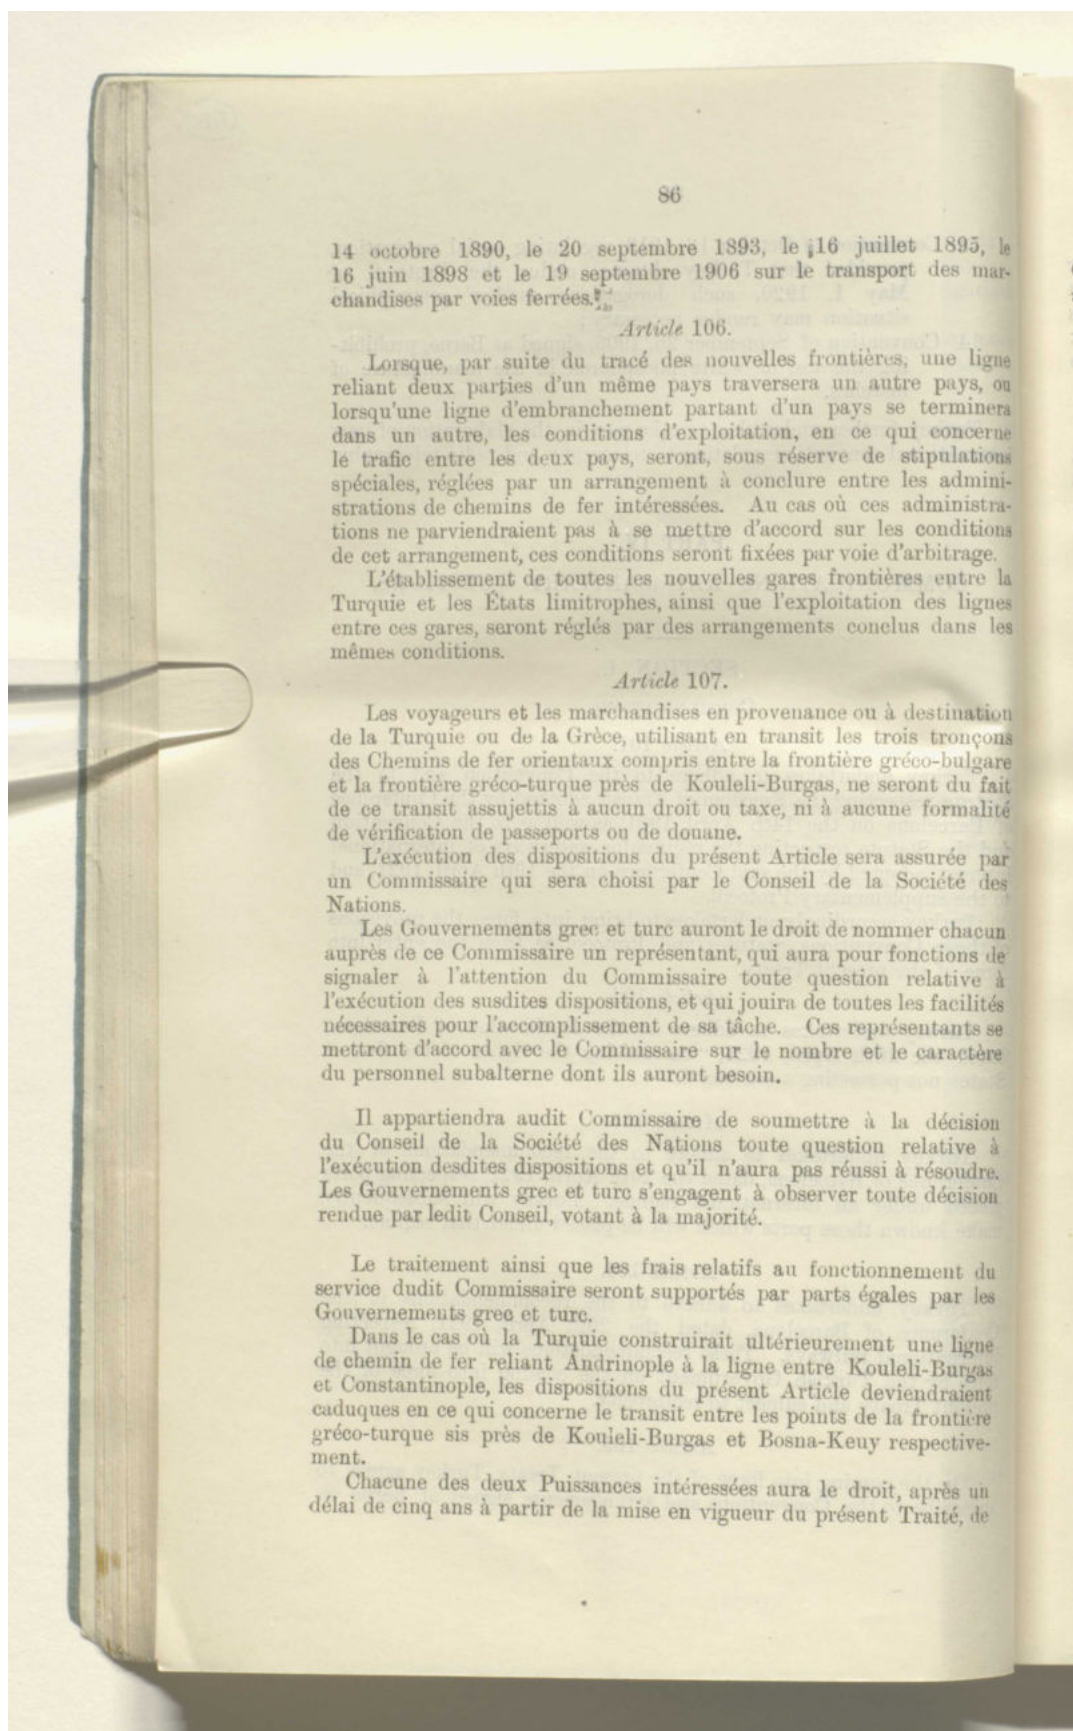 86
14 octobre 1890, le 20 septembre 1893, le 16 juillet 1895, le
16 juin 1898 et le 19 septembre 1906 sur le transport des mar-
chandises par voies ferrées.
Article 106.
Lorsque, par suite du tracé des nouvelles frontières, une ligne
reliant deux parties d'un même pays traversera un autre pays, ou
lorsqu'une ligne d'embranchement partant d'un pays se terminera
dans un autre, les conditions d'exploitation, en ce qui concerne
le trafic entre les deux pays, seront, sous réserve de stipulations
spéciales, réglées par un arrangement à conclure entre les admini-
strations de chemins de fer intéressées. Au cas où ces administra-
tions ne parviendraient pas à se mettre d'accord sur les conditions
de cet arrangement, ces conditions seront fixées par voie d'arbitrage.
L'établissement de toutes les nouvelles gares frontières entre la
Turquie et les États limitrophes, ainsi que l'exploitation des lignes
entre ces gares, seront réglés par des arrangements conclus dans les
mêmes conditions.
Article 107.
Les voyageurs et les marchandises en provenance ou à destination
de la Turquie ou de la Grèce, utilisant en transit les trois tronçons
des Chemins de fer orientaux compris entre la frontière gréco-bulgare
et la frontière gréco-turque près de Kouleli-Burgas, ne seront du fait
de ce transit assujettis à aucun droit ou taxe, ni à aucune formalité
de vérification de passeports ou de douane.
L'exécution des dispositions du présent Article sera assurée par
un Commissaire qui sera choisi par le Conseil de la Société des
Nations.
Les Gouvernements grec et turc auront le droit de nommer chacun
auprès de ce Commissaire un représentant, qui aura pour fonctions de
signaler à l'attention du Commissaire toute question relative à
l'exécution des susdites dispositions, et qui jouira de toutes les facilités
nécessaires pour l'accomplissement de sa tâche. Ces représentants se
mettront d'accord avec le Commissaire sur le nombre et le caractère
du personnel subalterne dont ils auront besoin.
Il appartiendra audit Commissaire de soumettre à la décision
du Conseil de la Société des Nations toute question relative à
l'exécution desdites dispositions et qu'il n'aura pas réussi à résoudre.
Les Gouvernements grec et turc s'engagent à observer toute décision
rendue par ledit Conseil, votant à la majorité.
Le traitement ainsi que les frais relatifs au fonctionnement du
service dudit Commissaire seront supportés par parts égales par les
Gouvernements grec et turc.
Dans le cas où la Turquie construirait ultérieurement une ligne
de chemin de fer reliant Andrinople à la ligne entre Kouleli-Burgas
et Constantinople, les dispositions du présent Article deviendraient
caduques en ce qui concerne le transit entre les points de la frontière
gréco-turque sis près de Kouleli-Burgas et Bosna-Keuy respective-
ment.
Chacune des deux Puissances intéressées aura le droit, après un
délai de cinq ans à partir de la mise en vigueur du présent Traité, de